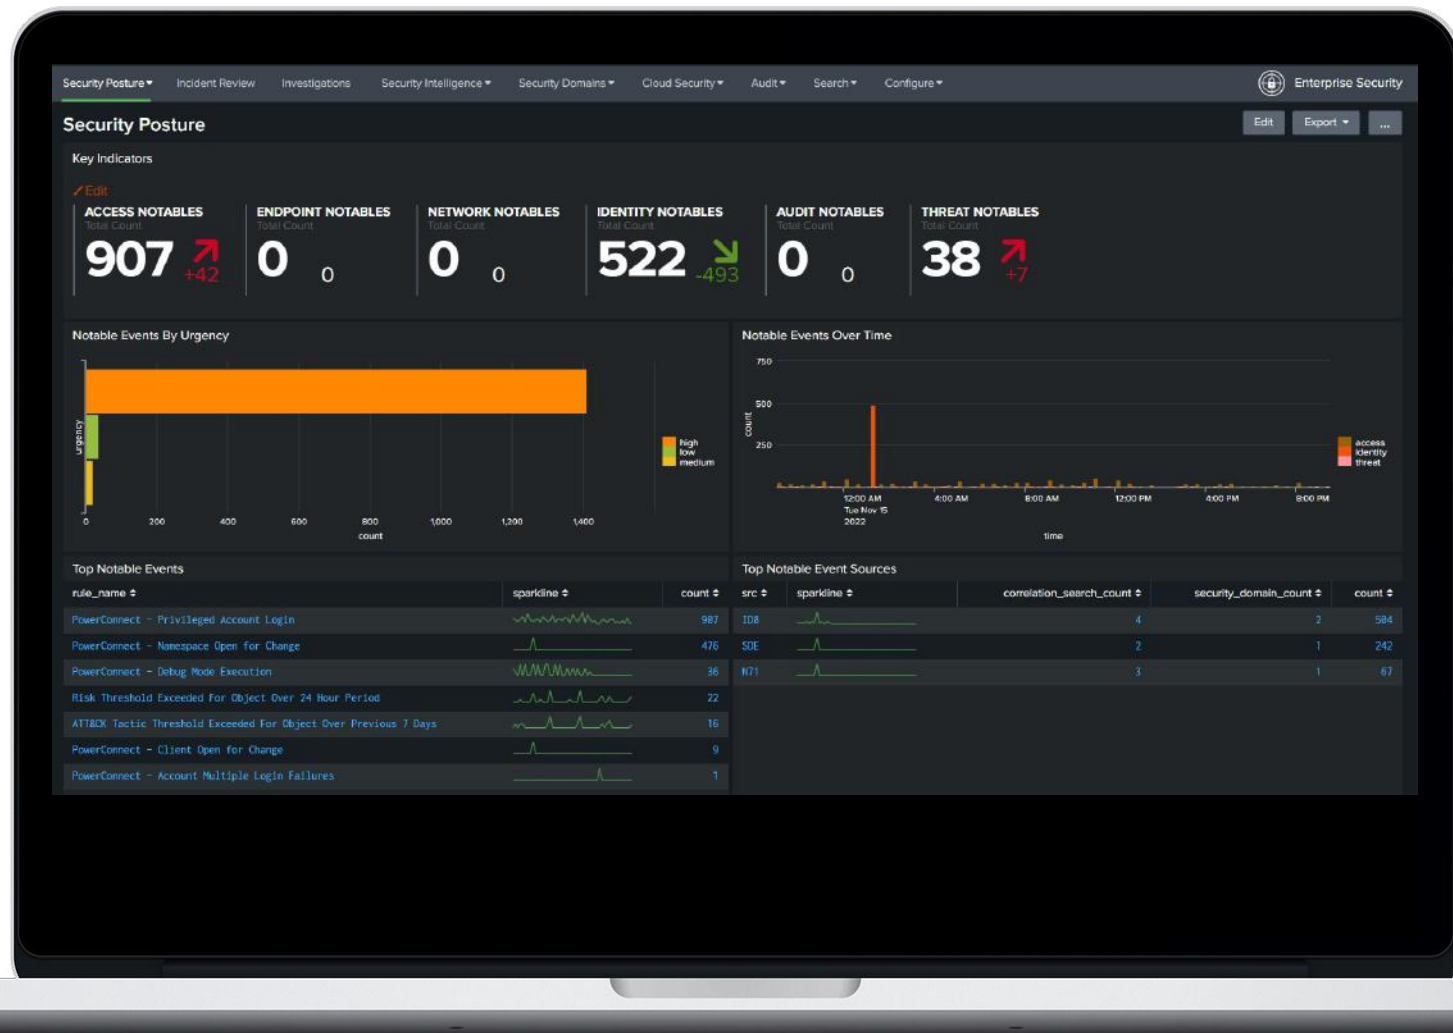 Security Posture Incident Review Investigations Security Intelligence Security Domains Cloud Security Audit Search Configure Enterprise Security
Security Posture Edit Export ...
Key Indicators
Edit
ACCESS NOTABLES ENDPOINT NOTABLES NETWORK NOTABLES IDENTITY NOTABLES AUDIT NOTABLES THREAT NOTABLES
Total Count Total Count Total Count Total Count Total Count Total Count
907 +42 0 0 0 0 522 -493 0 0 38 +7
Notable Events By Urgency
urgency
high
low
medium
0 200 400 600 800 1,000 1,200 1,400
count
Notable Events Over Time
750
500
250
count
access
identity
threat
12:00 AM 4:00 AM 8:00 AM 12:00 PM 4:00 PM 8:00 PM
Tue Nov 15
2022
time
Top Notable Events
rule_name sparkline count
PowerConnect - Privileged Account Login 907
PowerConnect - Namespace Open for Change 476
PowerConnect - Debug Mode Execution 36
Risk Threshold Exceeded For Object Over 24 Hour Period 22
ATT&CK Tactic Threshold Exceeded For Object Over Previous 7 Days 16
PowerConnect - Client Open for Change 9
PowerConnect - Account Multiple Login Failures 1
Top Notable Event Sources
src sparkline correlation_search_count security_domain_count count
ID8 4 2 504
SDE 2 1 242
N71 3 1 67